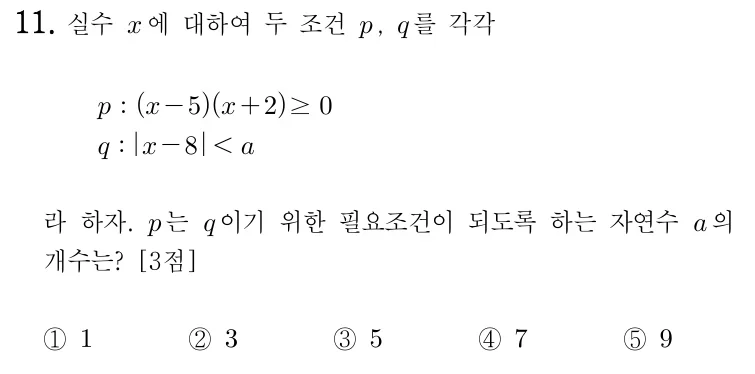 11. 실수 x에 대하여 두 조건 p, q를 각각
p : (x−5)(x+2)≥0
q : |x−8|<a
라 하자. p는 q이기 위한 필요조건이 되도록 하는 자연수 a의
개수는? [3점]
① 1 ② 3 ③ 5 ④ 7 ⑤ 9